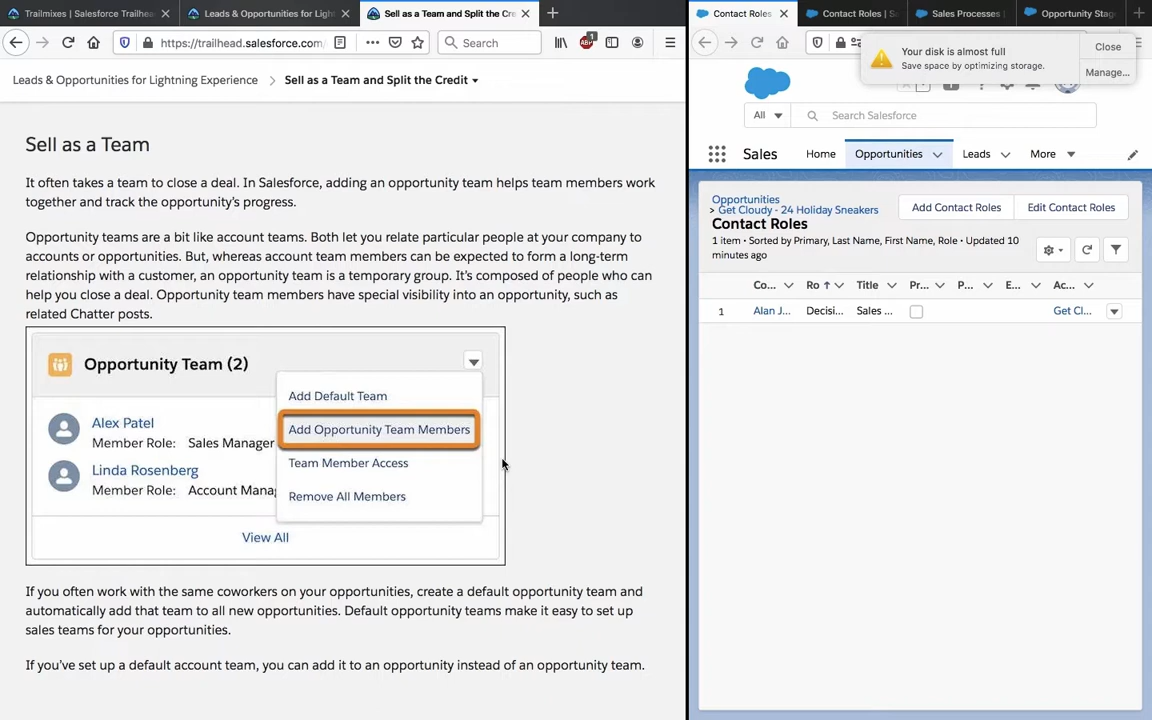 Trailmixes | Salesforce Trailhea
Leads & Opportunities for Light
Sell as a Team and Split the Cre
https://trailhead.salesforce.com/
Search
1
Leads & Opportunities for Lightning Experience
Sell as a Team and Split the Credit
Sell as a Team
It often takes a team to close a deal. In Salesforce, adding an opportunity team helps team members work
together and track the opportunity's progress.
Opportunity teams are a bit like account teams. Both let you relate particular people at your company to
accounts or opportunities. But, whereas account team members can be expected to form a long-term
relationship with a customer, an opportunity team is a temporary group. It's composed of people who can
help you close a deal. Opportunity team members have special visibility into an opportunity, such as
related Chatter posts.
Opportunity Team (2)
Add Default Team
Add Opportunity Team Members
Team Member Access
Remove All Members
Alex Patel
Member Role: Sales Manager
Linda Rosenberg
Member Role: Account Manag
View All
If you often work with the same coworkers on your opportunities, create a default opportunity team and
automatically add that team to all new opportunities. Default opportunity teams make it easy to set up
sales teams for your opportunities.
If you've set up a default account team, you can add it to an opportunity instead of an opportunity team.
Contact Roles
Contact Roles | Sa
Sales Processes |
Opportunity Stag
Your disk is almost full
Save space by optimizing storage.
Close
Manage...
All
Search Salesforce
Sales
Home
Opportunities
Leads
More
Opportunities
> Get Cloudy - 24 Holiday Sneakers
Contact Roles
Add Contact Roles
Edit Contact Roles
1 item • Sorted by Primary, Last Name, First Name, Role • Updated 10
minutes ago
Co... Ro Title Pr... P... E... Ac...
1 Alan J... Decisi... Sales ... Get Cl...